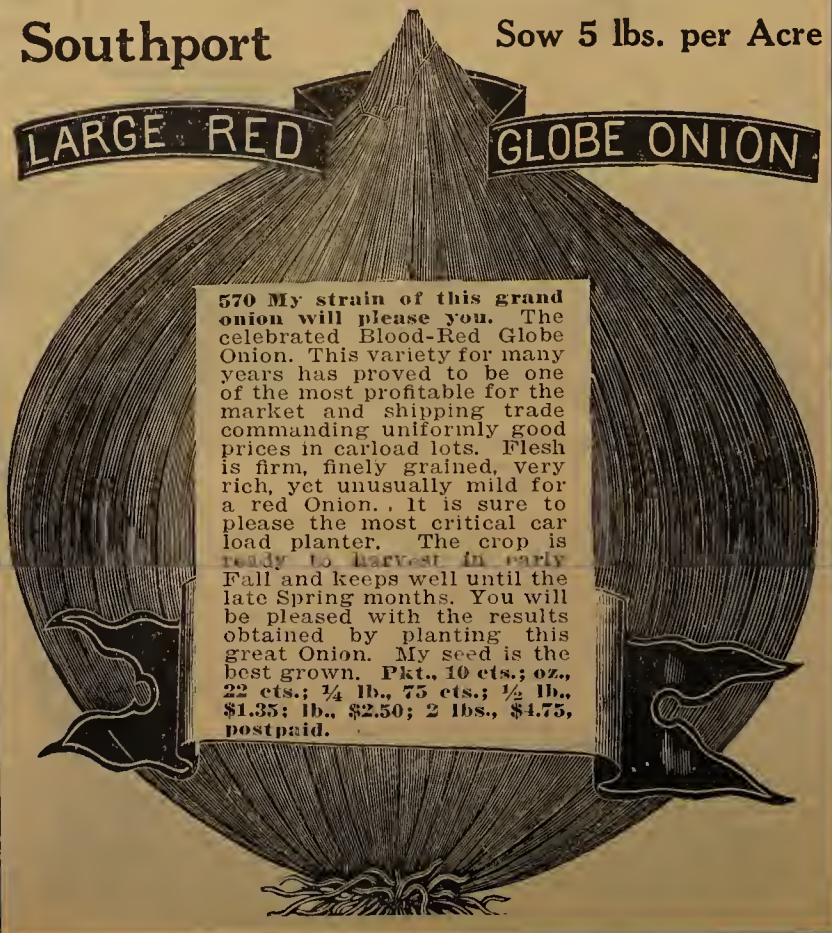 Southport
Sow 5 lbs. per Acre
LARGE RED
GLOBE ONION
570 My strain of this grand
onion will please you. The
celebrated Blood-Red Globe
Onion. This variety for many
years has proved to be one
of the most profitable for the
market and shipping trade
commanding uniformly good
prices in carload lots. Flesh
is firm, finely grained, very
rich, yet unusually mild for
a red Onion. . It is sure to
please the most critical car
load planter. The crop is
ready to harvest in early
Fall and keeps well until the
late Spring months. You will
be pleased with the results
obtained by planting this
great Onion. My seed is the
best grown. Pkt., 10 cts.; oz.,
22 cts.; ¼ lb., 75 cts.; ½ lb.,
$1.35; lb., $2.50; 2 lbs., $4.75,
postpaid.